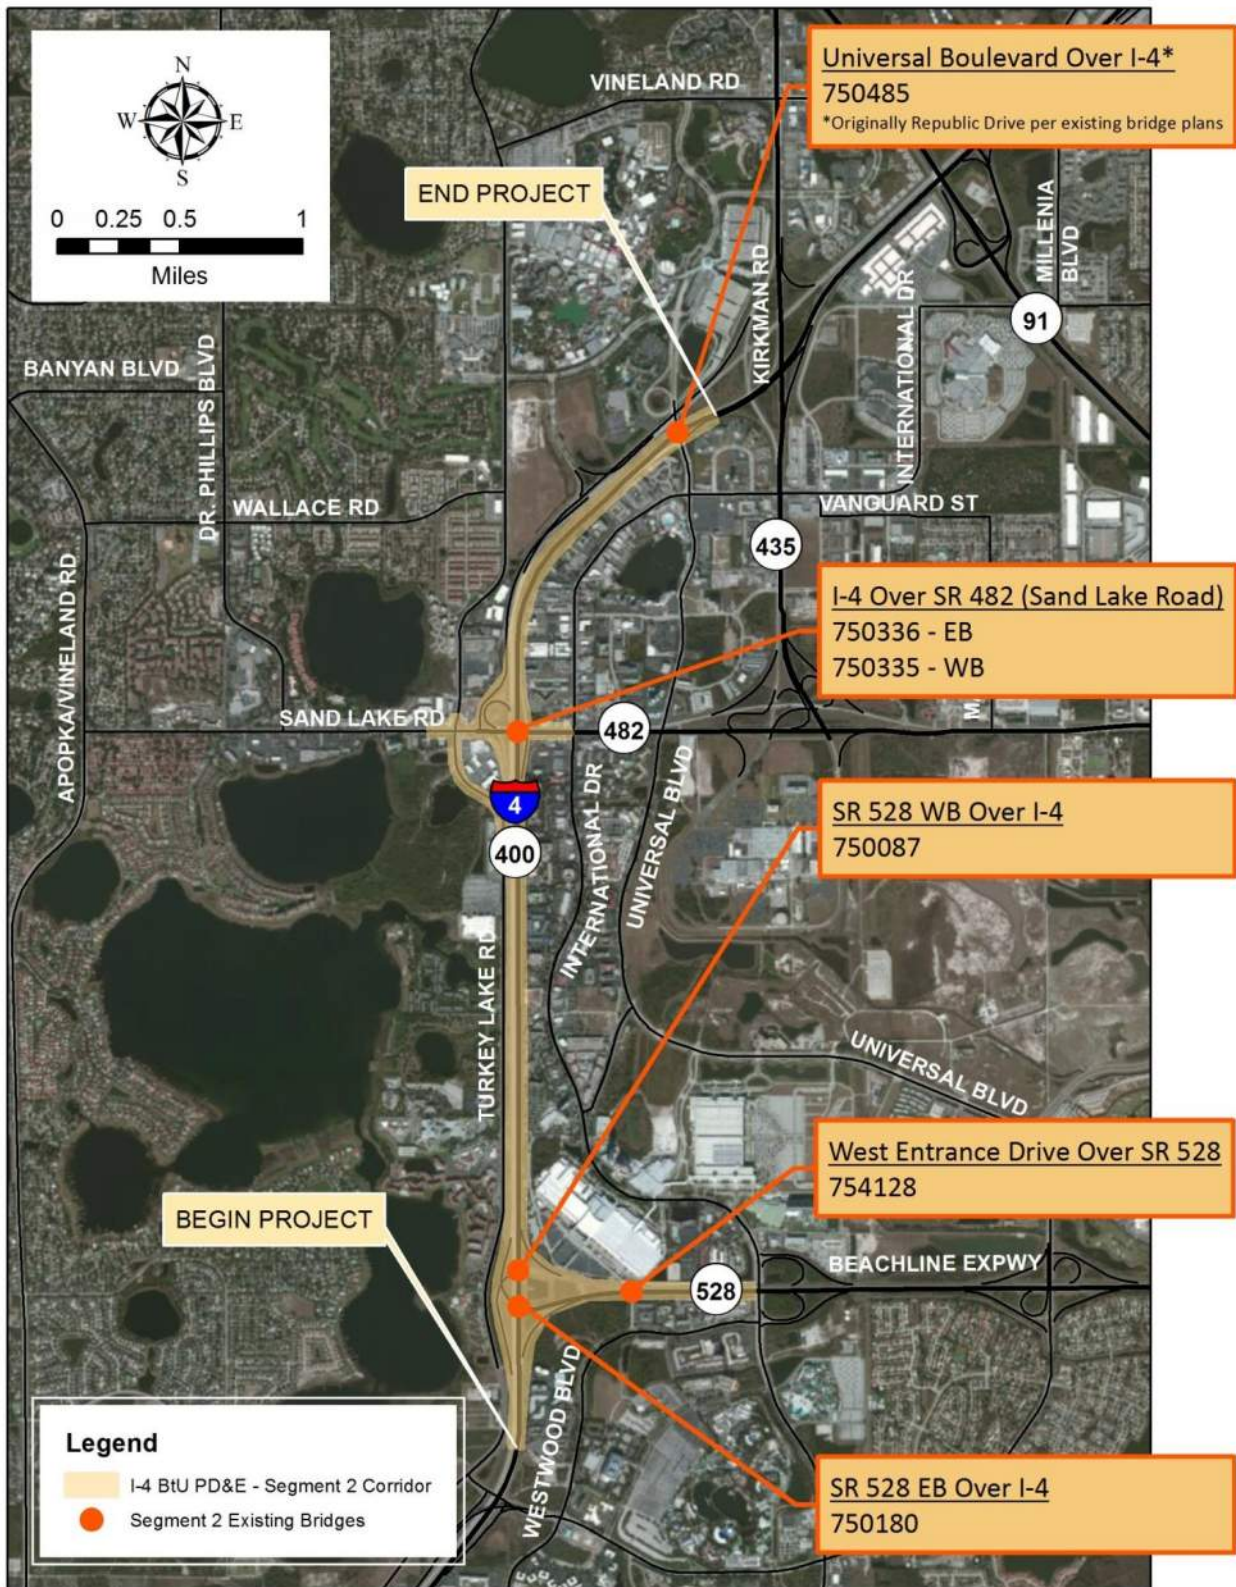 N
W E
S
0 0.25 0.5 1
Miles
VINELAND RD
Universal Boulevard Over I-4*
750485
*Originally Republic Drive per existing bridge plans
END PROJECT
KIRKMAN RD
INTERNATIONAL DR
MILLENIA
BLVD
91
BANYAN BLVD
DR. PHILLIPS BLVD
WALLACE RD
VANGUARD ST
435
APOPKA/VINELAND RD
I-4 Over SR 482 (Sand Lake Road)
750336 - EB
750335 - WB
SAND LAKE RD
482
4
400
INTERNATIONAL DR
UNIVERSAL BLVD
SR 528 WB Over I-4
750087
TURKEY LAKE RD
UNIVERSAL BLVD
West Entrance Drive Over SR 528
754128
BEGIN PROJECT
BEACHLINE EXPWY
528
WESTWOOD BLVD
SR 528 EB Over I-4
750180
Legend
I-4 BtU PD&E - Segment 2 Corridor
Segment 2 Existing Bridges